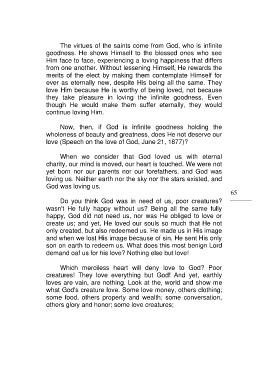 The virtues of the saints come from God, who is infinite
goodness. He shows Himself to the blessed ones who see
Him face to face, experiencing a loving happiness that differs
from one another. Without lessening Himself, He rewards the
merits of the elect by making them contemplate Himself for
ever as eternally new, despite His being all the same. They
love Him because He is worthy of being loved, not because
they take pleasure in loving the infinite goodness. Even
though He would make them suffer eternally, they would
continue loving Him.
Now, then, if God is infinite goodness holding the
wholeness of beauty and greatness, does He not deserve our
love (Speech on the love of God, June 21, 1877)?
When we consider that God loved us with eternal
charity, our mind is moved, our heart is touched. We were not
yet born nor our parents nor our forefathers, and God was
loving us. Neither earth nor the sky nor the stars existed, and
God was loving us.
65
Do you think God was in need of us, poor creatures?
wasn't He fully happy without us? Being all the same fully
happy, God did not need us, nor was He obliged to love or
create us; and yet, He loved our souls so much that He not
only created, but also redeemed us. He made us in His image
and when we lost His image because of sin, He sent His only
son on earth to redeem us. What does this most benign Lord
demand oaf us for his love? Nothing else but love!
Which merciless heart will deny love to God? Poor
creatures! They love everything but God! And yet, earthly
loves are vain, are nothing. Look at the, world and show me
what God's creature love. Some love money, others clothing;
some food, others property and wealth; some conversation,
others glory and honor; some love creatures;